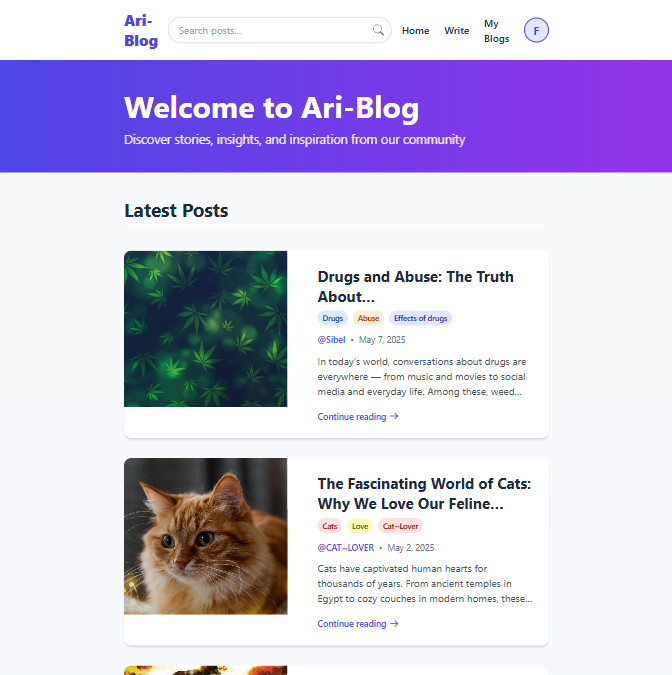 Ari-
Blog
Search posts...
Home
Write
My
Blogs
F
Welcome to Ari-Blog
Discover stories, insights, and inspiration from our community
Latest Posts
Drugs and Abuse: The Truth
About...
Drugs Abuse Effects of drugs
@Sibel • May 7, 2025
In today's world, conversations about drugs are
everywhere — from music and movies to social
media and everyday life. Among these, weed...
Continue reading →
The Fascinating World of Cats:
Why We Love Our Feline...
Cats Love Cat~Lover
@CAT~LOVER • May 2, 2025
Cats have captivated human hearts for
thousands of years. From ancient temples in
Egypt to cozy couches in modern homes, these...
Continue reading →